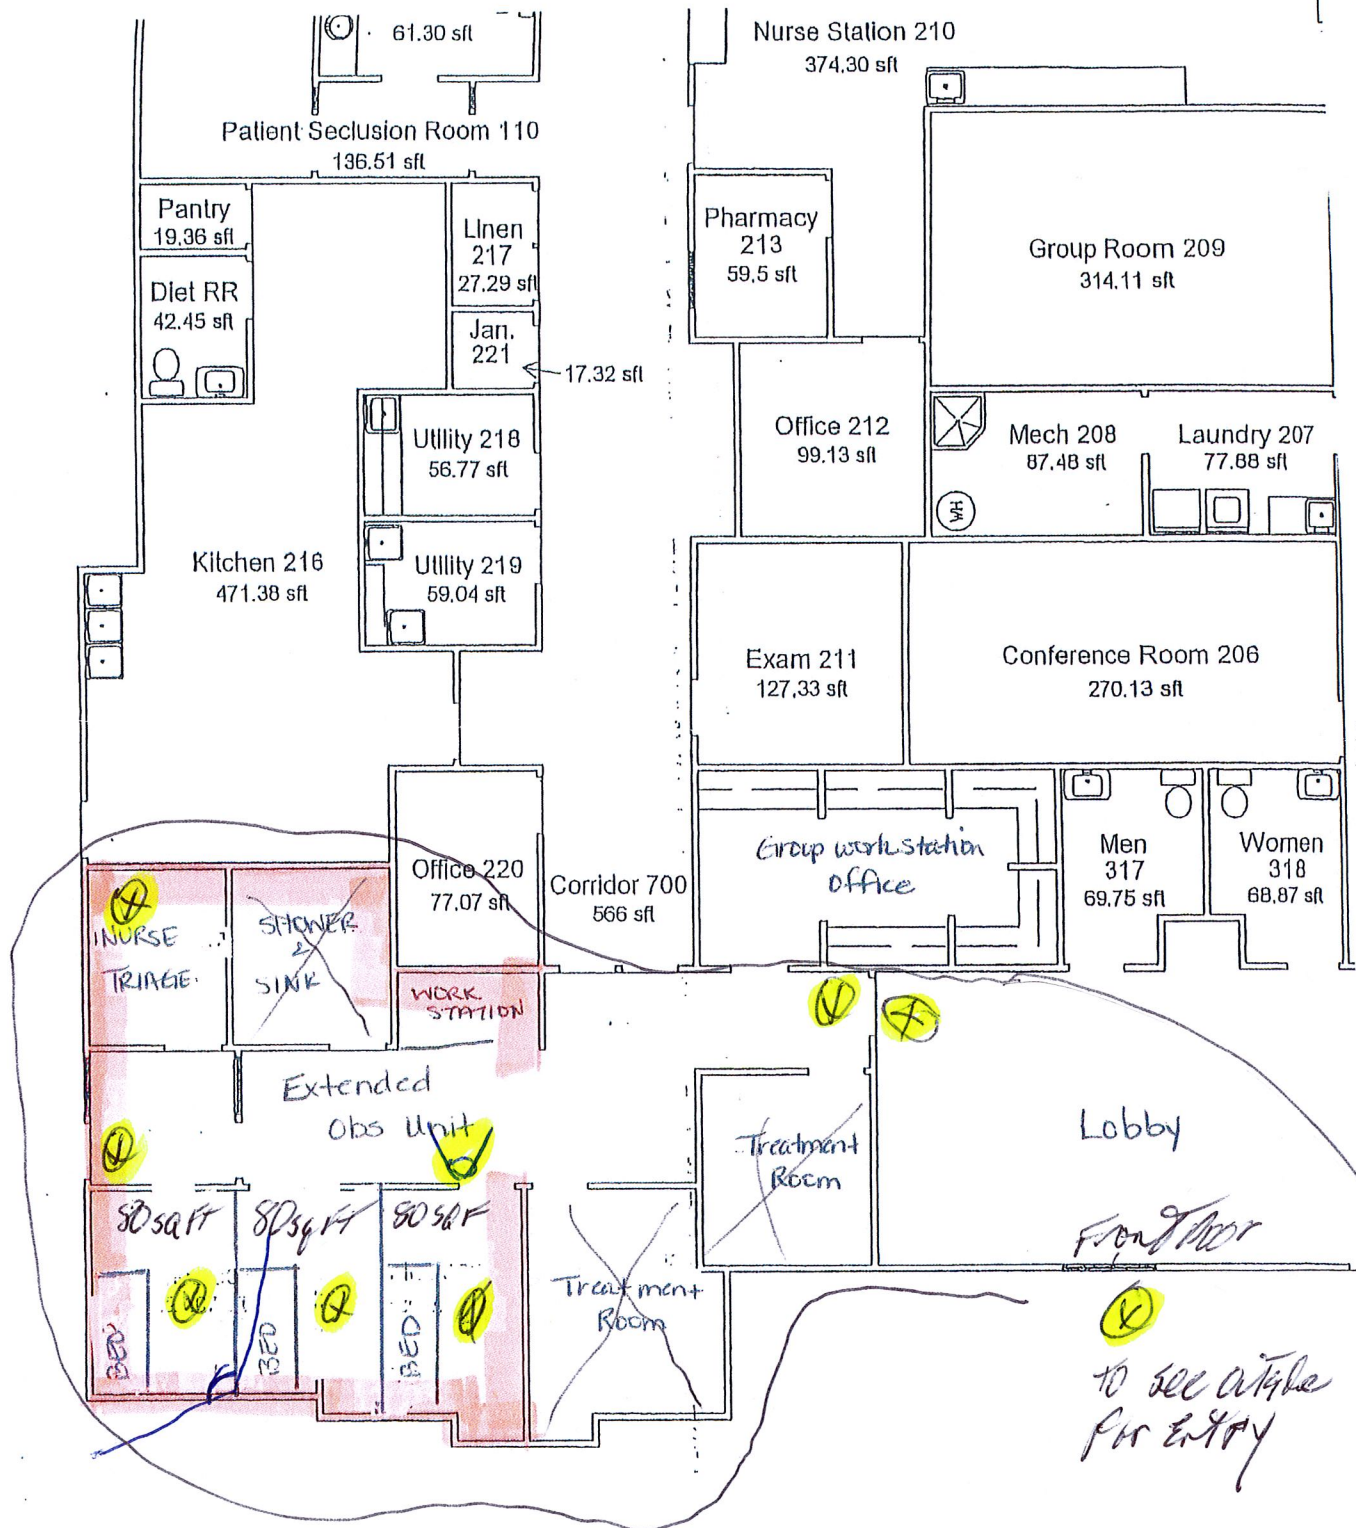 61.30 sft
Nurse Station 210
374.30 sft
Patient Seclusion Room 110
136.51 sft
Pantry
19.36 sft
Linen
217
27.29 sft
Pharmacy
213
59.5 sft
Group Room 209
314.11 sft
Diet RR
42.45 sft
Jan.
221
17.32 sft
Utility 218
56.77 sft
Office 212
99.13 sft
Mech 208
87.48 sft
Laundry 207
77.88 sft
WH
Kitchen 216
471.38 sft
Utility 219
59.04 sft
Exam 211
127.33 sft
Conference Room 206
270.13 sft
Office 220
77.07 sft
Corridor 700
566 sft
Group workstation
Office
Men
317
69.75 sft
Women
318
68.87 sft
NURSE
TRIAGE
SHOWER
&
SINK
WORK
STATION
Extended
Obs Unit
Treatment
Room
Lobby
80 sq FT
80 sq FT
80 SQ F
Front Door
BED
BED
BED
Treatment
Room
to see outside
for Entry